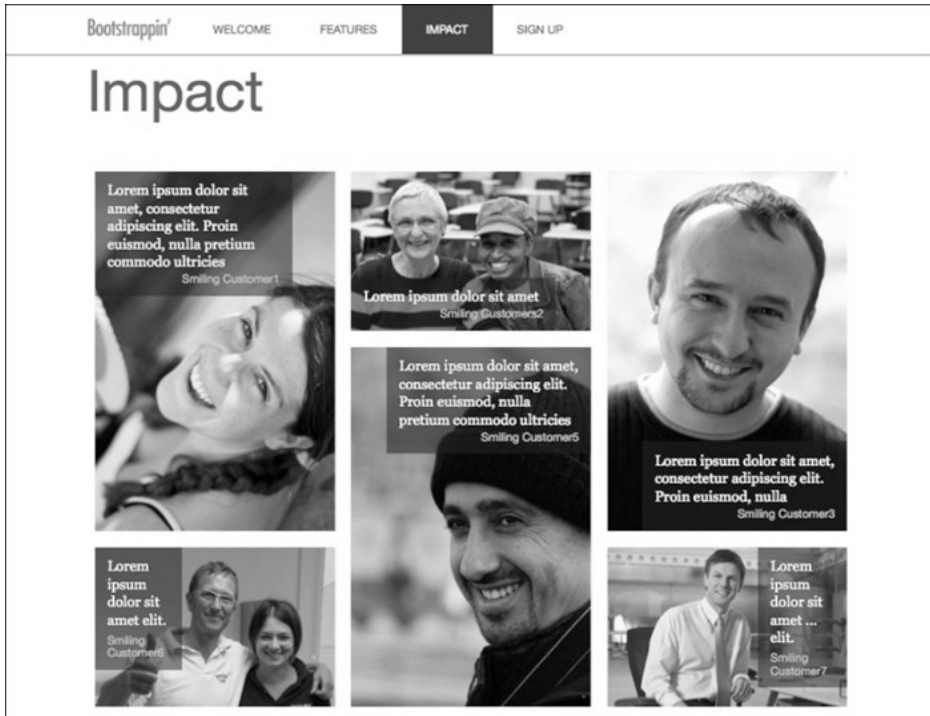 Bootstrappin'
WELCOME
FEATURES
IMPACT
SIGN UP
Impact
Lorem ipsum dolor sit
amet, consectetur
adipiscing elit. Proin
euismod, nulla pretium
commodo ultricies
Smiling Customer1
Lorem ipsum dolor sit amet
Smiling Customers2
Lorem ipsum dolor sit amet,
consectetur adipiscing elit.
Proin euismod, nulla
Smiling Customer3
Lorem ipsum dolor sit amet,
consectetur adipiscing elit.
Proin euismod, nulla
pretium commodo ultricies
Smiling Customer5
Lorem
ipsum
dolor sit
amet elit.
Smiling
Customer6
Lorem
ipsum
dolor sit
amet ...
elit.
Smiling
Customer7